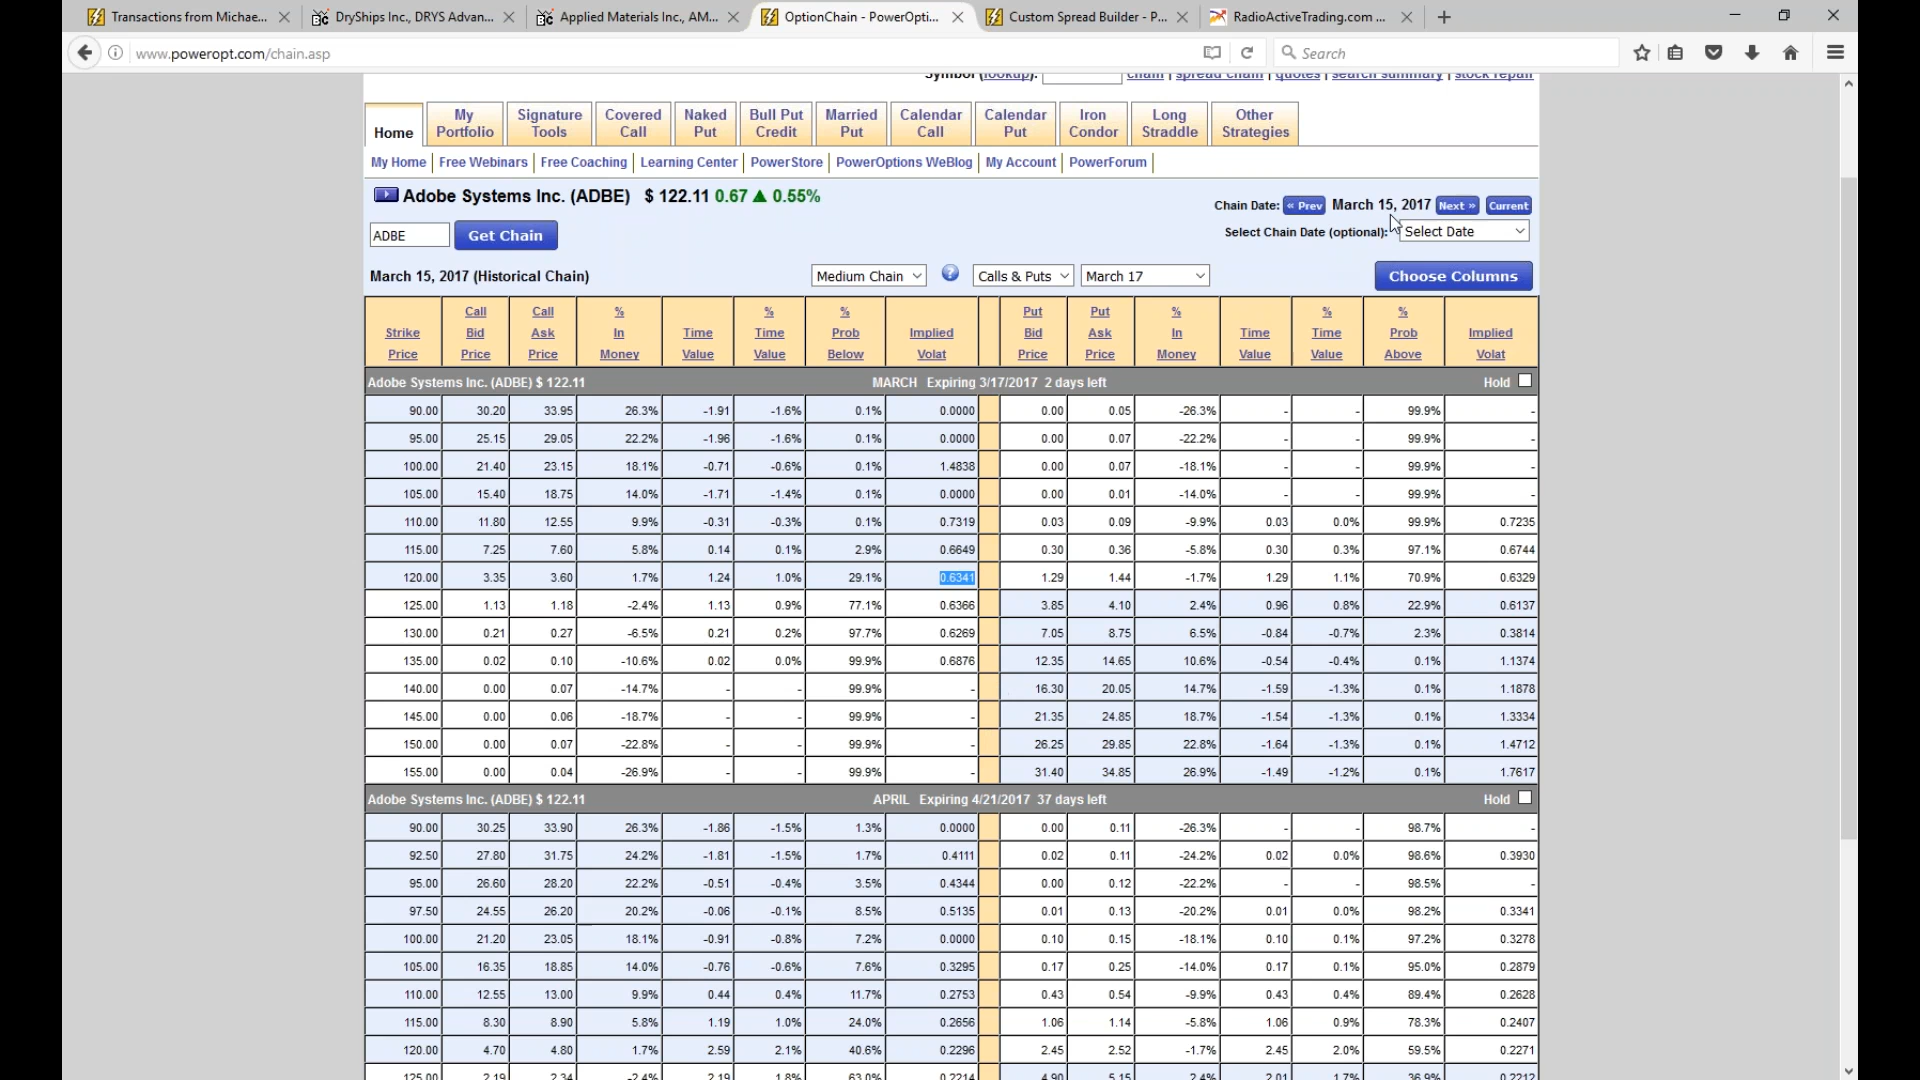 Transactions from Michae... DryShips Inc., DRYS Advan... Applied Materials Inc., AM... OptionChain - PowerOpti... Custom Spread Builder - P... RadioActiveTrading.com ...
www.poweropt.com/chain.asp Search
Symbol (lookup): chain | spread chain | quotes | search summary | stock repair
Home My Portfolio Signature Tools Covered Call Naked Put Bull Put Credit Married Put Calendar Call Calendar Put Iron Condor Long Straddle Other Strategies
My Home Free Webinars Free Coaching Learning Center PowerStore PowerOptions WeBlog My Account PowerForum
Adobe Systems Inc. (ADBE) $ 122.11 0.67 ▲ 0.55% Chain Date: « Prev March 15, 2017 Next » Current
ADBE Get Chain Select Chain Date (optional): Select Date
March 15, 2017 (Historical Chain) Medium Chain ? Calls & Puts March 17 Choose Columns
Strike Price Call Bid Price Call Ask Price % In Money Time Value % Time Value % Prob Below Implied Volat Put Bid Price Put Ask Price % In Money Time Value % Time Value % Prob Above Implied Volat
Adobe Systems Inc. (ADBE) $ 122.11 MARCH Expiring 3/17/2017 2 days left Hold
90.00 30.20 33.95 26.3% -1.91 -1.6% 0.1% 0.0000 0.00 0.05 -26.3% - - 99.9% -
95.00 25.15 29.05 22.2% -1.96 -1.6% 0.1% 0.0000 0.00 0.07 -22.2% - - 99.9% -
100.00 21.40 23.15 18.1% -0.71 -0.6% 0.1% 1.4838 0.00 0.07 -18.1% - - 99.9% -
105.00 15.40 18.75 14.0% -1.71 -1.4% 0.1% 0.0000 0.00 0.01 -14.0% - - 99.9% -
110.00 11.80 12.55 9.9% -0.31 -0.3% 0.1% 0.7319 0.03 0.09 -9.9% 0.03 0.0% 99.9% 0.7235
115.00 7.25 7.60 5.8% 0.14 0.1% 2.9% 0.6649 0.30 0.36 -5.8% 0.30 0.3% 97.1% 0.6744
120.00 3.35 3.60 1.7% 1.24 1.0% 29.1% 0.6341 1.29 1.44 -1.7% 1.29 1.1% 70.9% 0.6329
125.00 1.13 1.18 -2.4% 1.13 0.9% 77.1% 0.6366 3.85 4.10 2.4% 0.96 0.8% 22.9% 0.6137
130.00 0.21 0.27 -6.5% 0.21 0.2% 97.7% 0.6269 7.05 8.75 6.5% -0.84 -0.7% 2.3% 0.3814
135.00 0.02 0.10 -10.6% 0.02 0.0% 99.9% 0.6876 12.35 14.65 10.6% -0.54 -0.4% 0.1% 1.1374
140.00 0.00 0.07 -14.7% - - 99.9% - 16.30 20.05 14.7% -1.59 -1.3% 0.1% 1.1878
145.00 0.00 0.06 -18.7% - - 99.9% - 21.35 24.85 18.7% -1.54 -1.3% 0.1% 1.3334
150.00 0.00 0.07 -22.8% - - 99.9% - 26.25 29.85 22.8% -1.64 -1.3% 0.1% 1.4712
155.00 0.00 0.04 -26.9% - - 99.9% - 31.40 34.85 26.9% -1.49 -1.2% 0.1% 1.7617
Adobe Systems Inc. (ADBE) $ 122.11 APRIL Expiring 4/21/2017 37 days left Hold
90.00 30.25 33.90 26.3% -1.86 -1.5% 1.3% 0.0000 0.00 0.11 -26.3% - - 98.7% -
92.50 27.80 31.75 24.2% -1.81 -1.5% 1.7% 0.4111 0.02 0.11 -24.2% 0.02 0.0% 98.6% 0.3930
95.00 26.60 28.20 22.2% -0.51 -0.4% 3.5% 0.4344 0.00 0.12 -22.2% - - 98.5% -
97.50 24.55 26.20 20.2% -0.06 -0.1% 8.5% 0.5135 0.01 0.13 -20.2% 0.01 0.0% 98.2% 0.3341
100.00 21.20 23.05 18.1% -0.91 -0.8% 7.2% 0.0000 0.10 0.15 -18.1% 0.10 0.1% 97.2% 0.3278
105.00 16.35 18.85 14.0% -0.76 -0.6% 7.6% 0.3295 0.17 0.25 -14.0% 0.17 0.1% 95.0% 0.2879
110.00 12.55 13.00 9.9% 0.44 0.4% 11.7% 0.2753 0.43 0.54 -9.9% 0.43 0.4% 89.4% 0.2628
115.00 8.30 8.90 5.8% 1.19 1.0% 24.0% 0.2656 1.06 1.14 -5.8% 1.06 0.9% 78.3% 0.2407
120.00 4.70 4.80 1.7% 2.59 2.1% 40.6% 0.2296 2.45 2.52 -1.7% 2.45 2.0% 59.5% 0.2271
125.00 2.19 2.34 -2.4% 2.19 1.8% 63.0% 0.2214 4.90 5.15 2.4% 2.01 1.7% 36.9% 0.2212